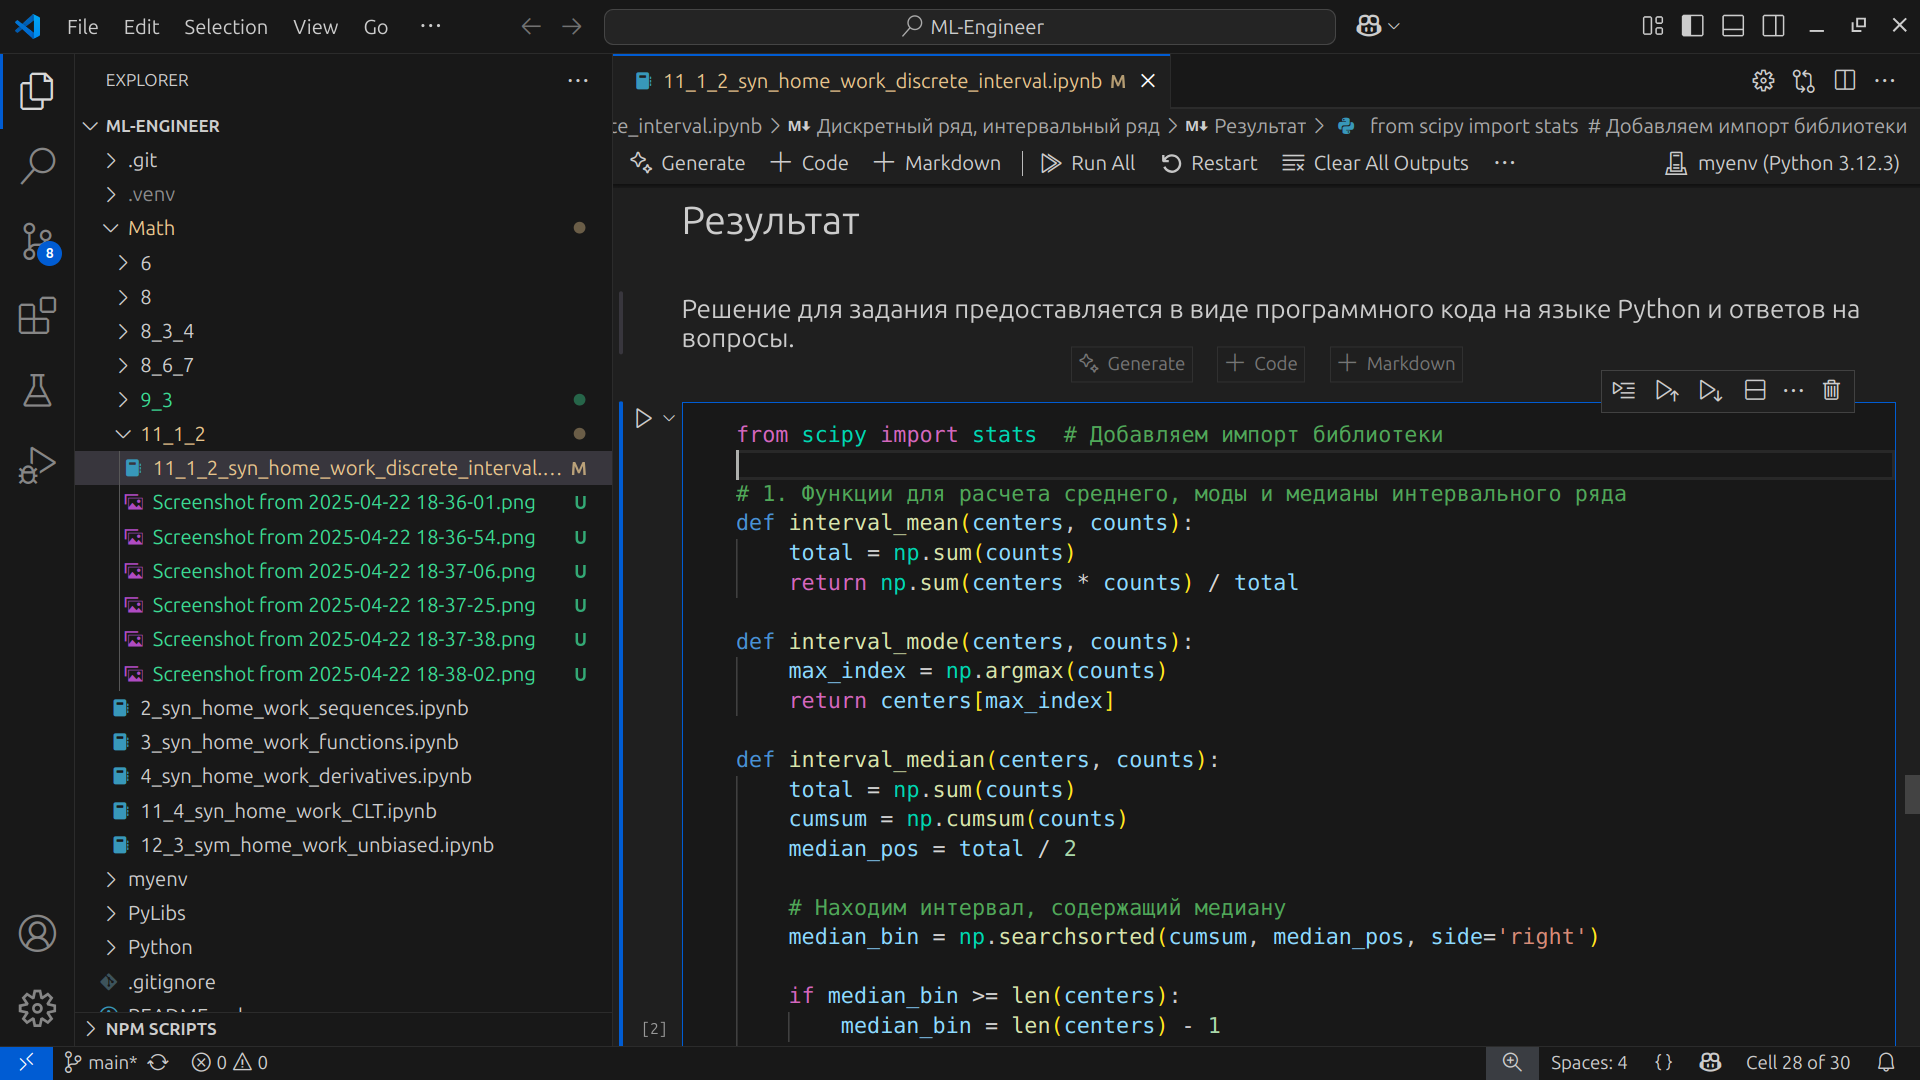 File Edit Selection View Go ··· ML-Engineer
EXPLORER ···
ML-ENGINEER
.git
.venv
Math
6
8
8_3_4
8_6_7
9_3
11_1_2
11_1_2_syn_home_work_discrete_interval.... M
Screenshot from 2025-04-22 18-36-01.png U
Screenshot from 2025-04-22 18-36-54.png U
Screenshot from 2025-04-22 18-37-06.png U
Screenshot from 2025-04-22 18-37-25.png U
Screenshot from 2025-04-22 18-37-38.png U
Screenshot from 2025-04-22 18-38-02.png U
2_syn_home_work_sequences.ipynb
3_syn_home_work_functions.ipynb
4_syn_home_work_derivatives.ipynb
11_4_syn_home_work_CLT.ipynb
12_3_sym_home_work_unbiased.ipynb
myenv
PyLibs
Python
.gitignore
NPM SCRIPTS
8
11_1_2_syn_home_work_discrete_interval.ipynb M
ce_interval.ipynb > M↓ Дискретный ряд, интервальный ряд > M↓ Результат > from scipy import stats # Добавляем импорт библиотеки
Generate + Code + Markdown Run All Restart Clear All Outputs ··· myenv (Python 3.12.3)
Результат
Решение для задания предоставляется в виде программного кода на языке Python и ответов на
вопросы.
Generate + Code + Markdown
from scipy import stats  # Добавляем импорт библиотеки
# 1. Функции для расчета среднего, моды и медианы интервального ряда
def interval_mean(centers, counts):
    total = np.sum(counts)
    return np.sum(centers * counts) / total
def interval_mode(centers, counts):
    max_index = np.argmax(counts)
    return centers[max_index]
def interval_median(centers, counts):
    total = np.sum(counts)
    cumsum = np.cumsum(counts)
    median_pos = total / 2
    # Находим интервал, содержащий медиану
    median_bin = np.searchsorted(cumsum, median_pos, side='right')
    if median_bin >= len(centers):
        median_bin = len(centers) - 1
[2]
main* 0 0 Spaces: 4 {} Cell 28 of 30